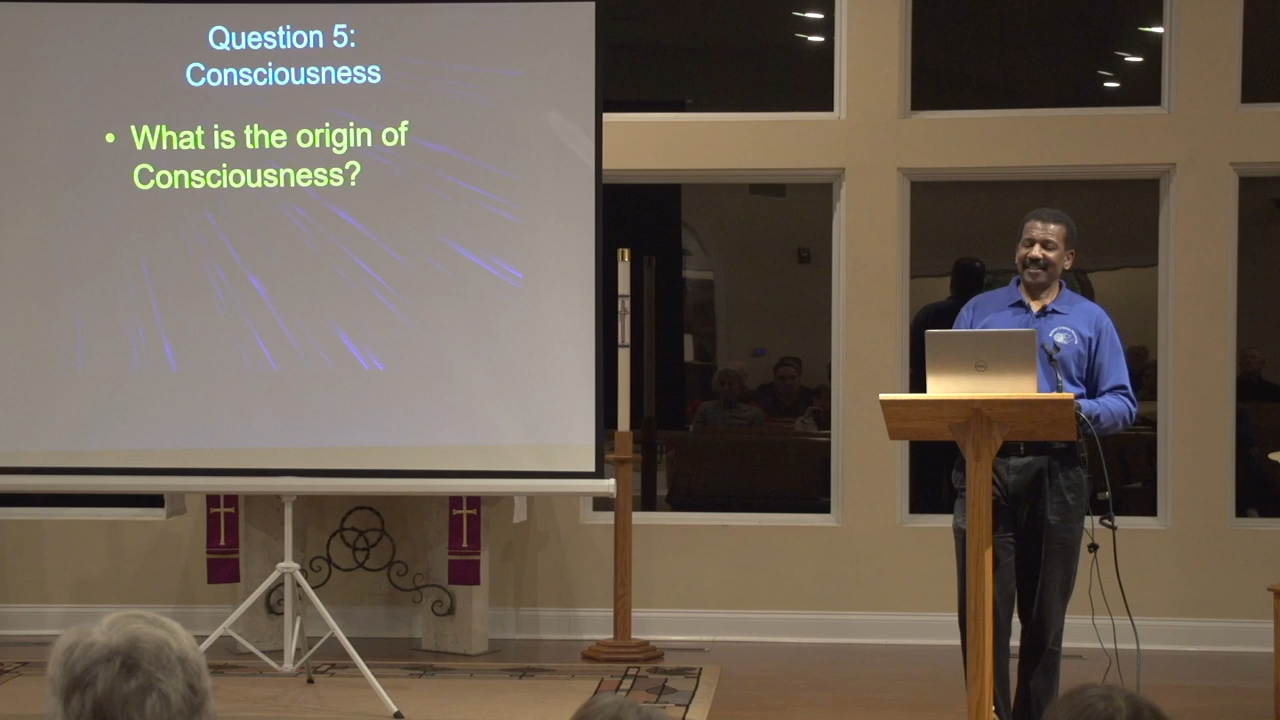 Question 5:
Consciousness
• What is the origin of
Consciousness?